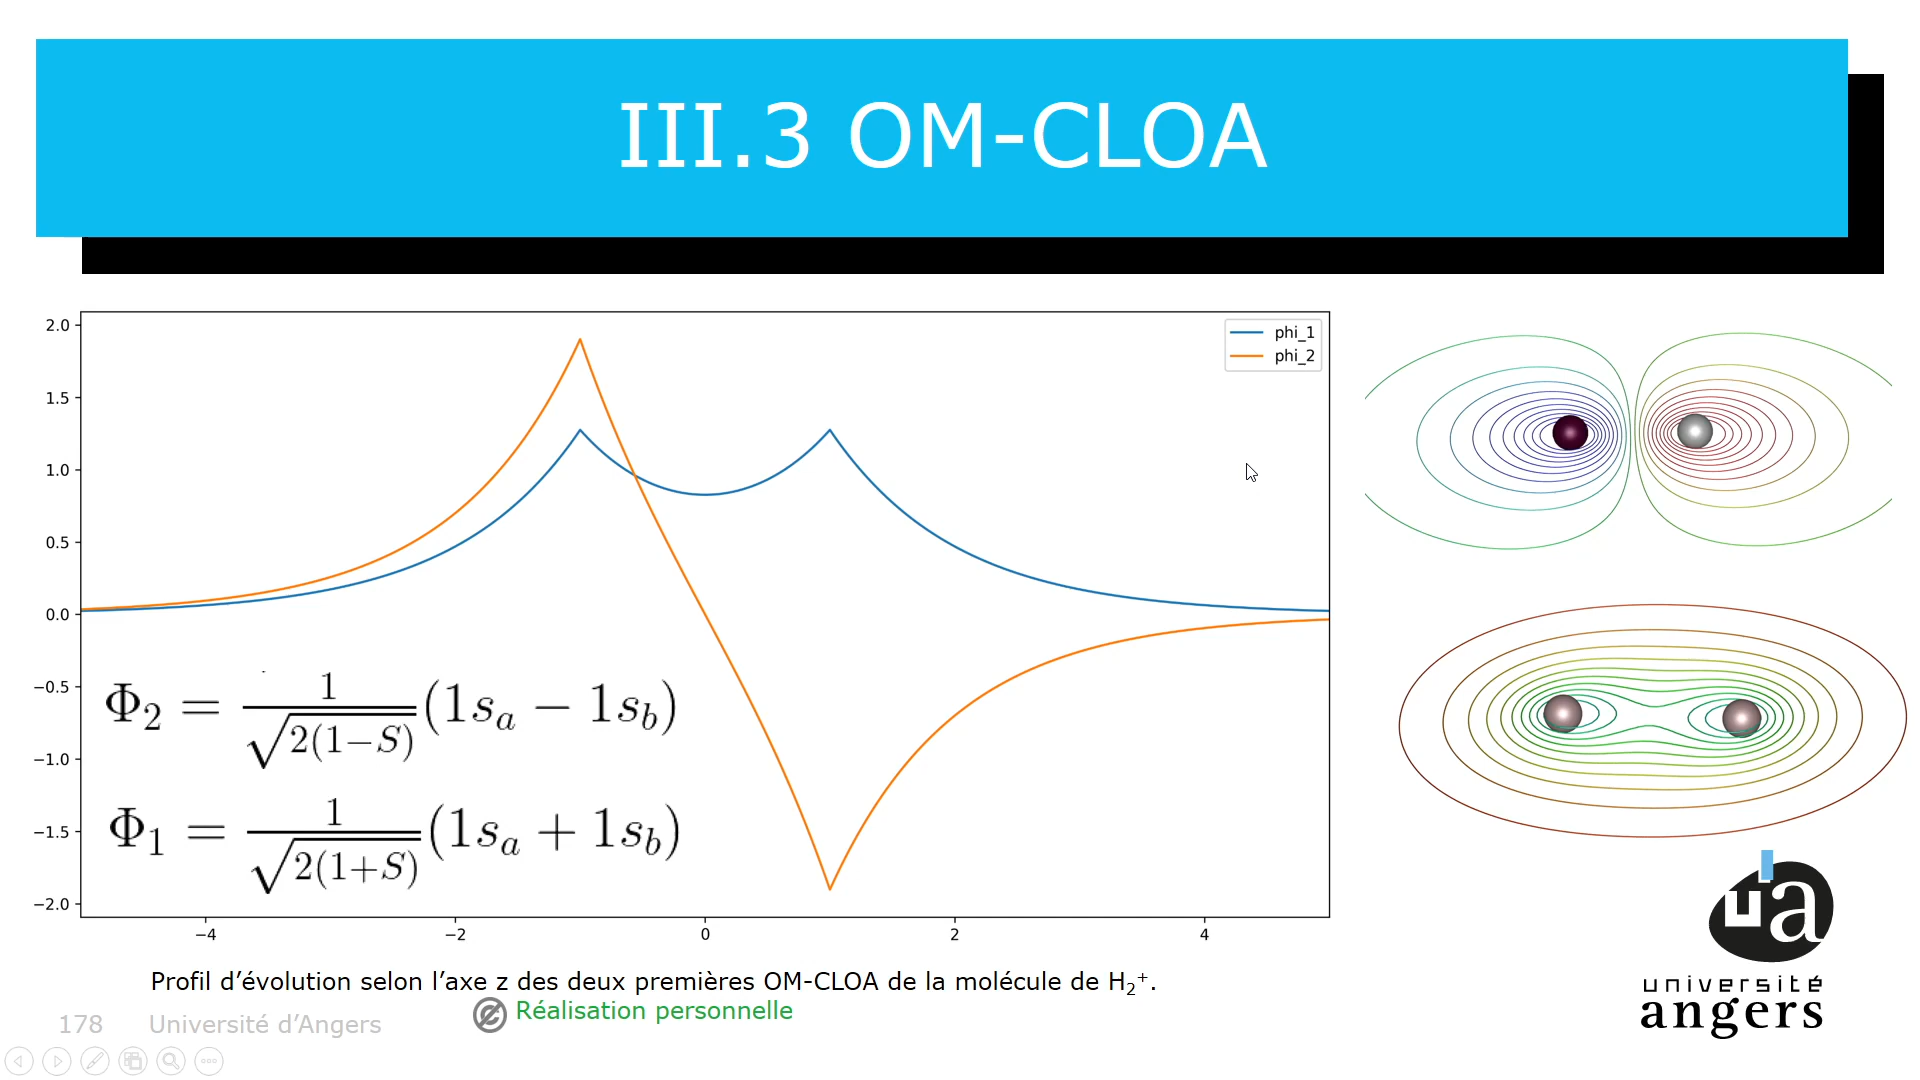 III.3 OM-CLOA
phi_1
phi_2
2.0
1.5
1.0
0.5
0.0
−0.5
−1.0
−1.5
−2.0
−4 −2 0 2 4
Φ₂ = 1/√(2(1−S)) (1sₐ − 1s_b)
Φ₁ = 1/√(2(1+S)) (1sₐ + 1s_b)
Profil d’évolution selon l’axe z des deux premières OM-CLOA de la molécule de H₂⁺.
Réalisation personnelle
178 Université d’Angers
ua
université
angers